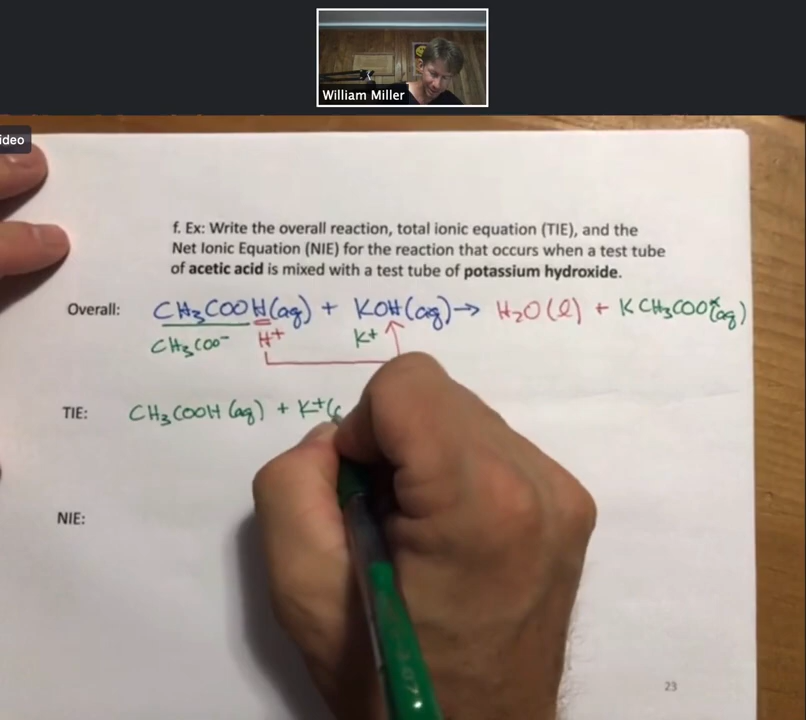 William Miller
ideo
f. Ex: Write the overall reaction, total ionic equation (TIE), and the
Net Ionic Equation (NIE) for the reaction that occurs when a test tube
of acetic acid is mixed with a test tube of potassium hydroxide.
Overall: CH₃COOH(aq) + KOH(aq) → H₂O(l) + KCH₃COO(aq)
CH₃COO⁻ H⁺ K⁺
TIE: CH₃COOH(aq) + K⁺(
NIE:
23